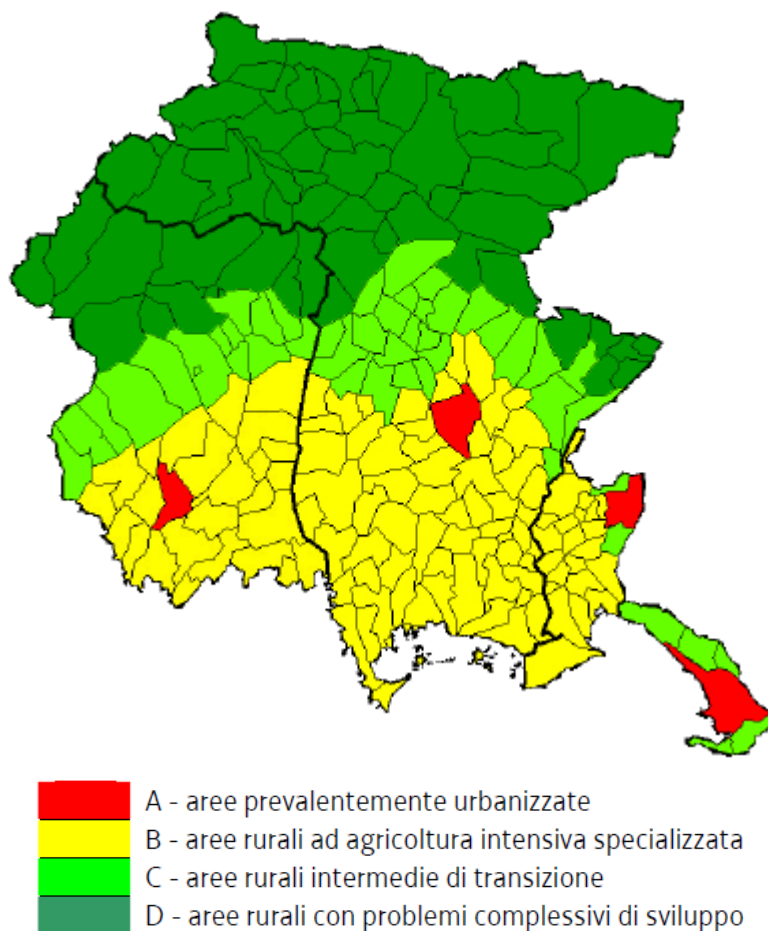 A - aree prevalentemente urbanizzate
B - aree rurali ad agricoltura intensiva specializzata
C - aree rurali intermedie di transizione
D - aree rurali con problemi complessivi di sviluppo